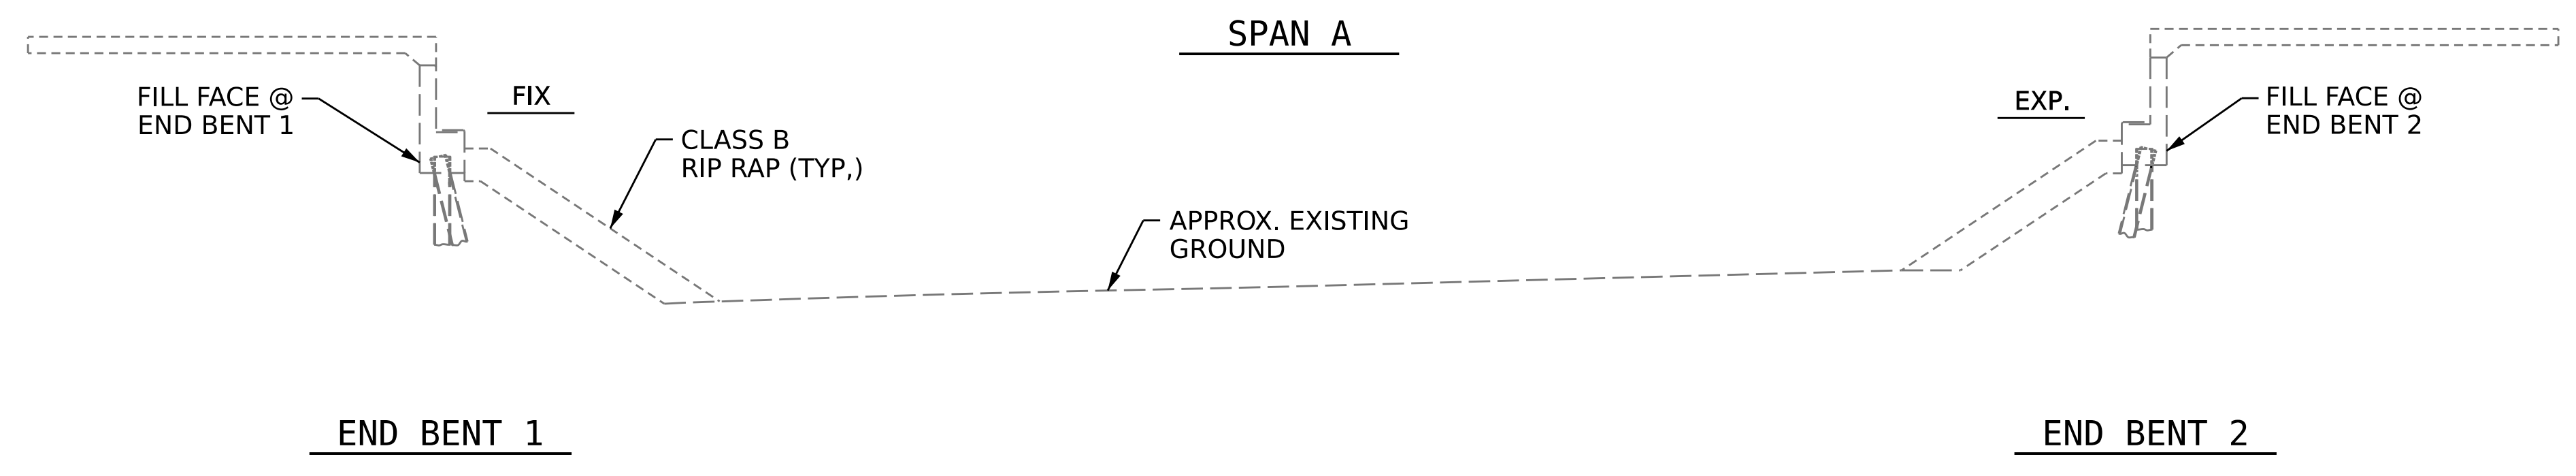 SPAN A
FILL FACE @
END BENT 1
FIX
CLASS B
RIP RAP (TYP,)
APPROX. EXISTING
GROUND
EXP.
FILL FACE @
END BENT 2
END BENT 1
END BENT 2